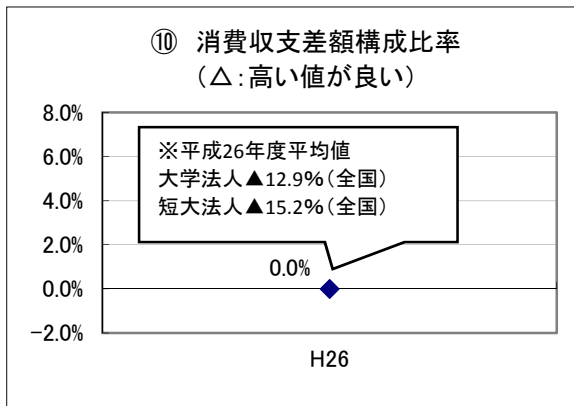 ⑩ 消費収支差額構成比率
（△：高い値が良い）
8.0%
6.0%
4.0%
2.0%
0.0%
−2.0%
※平成26年度平均値
大学法人▲12.9%（全国）
短大法人▲15.2%（全国）
0.0%
H26